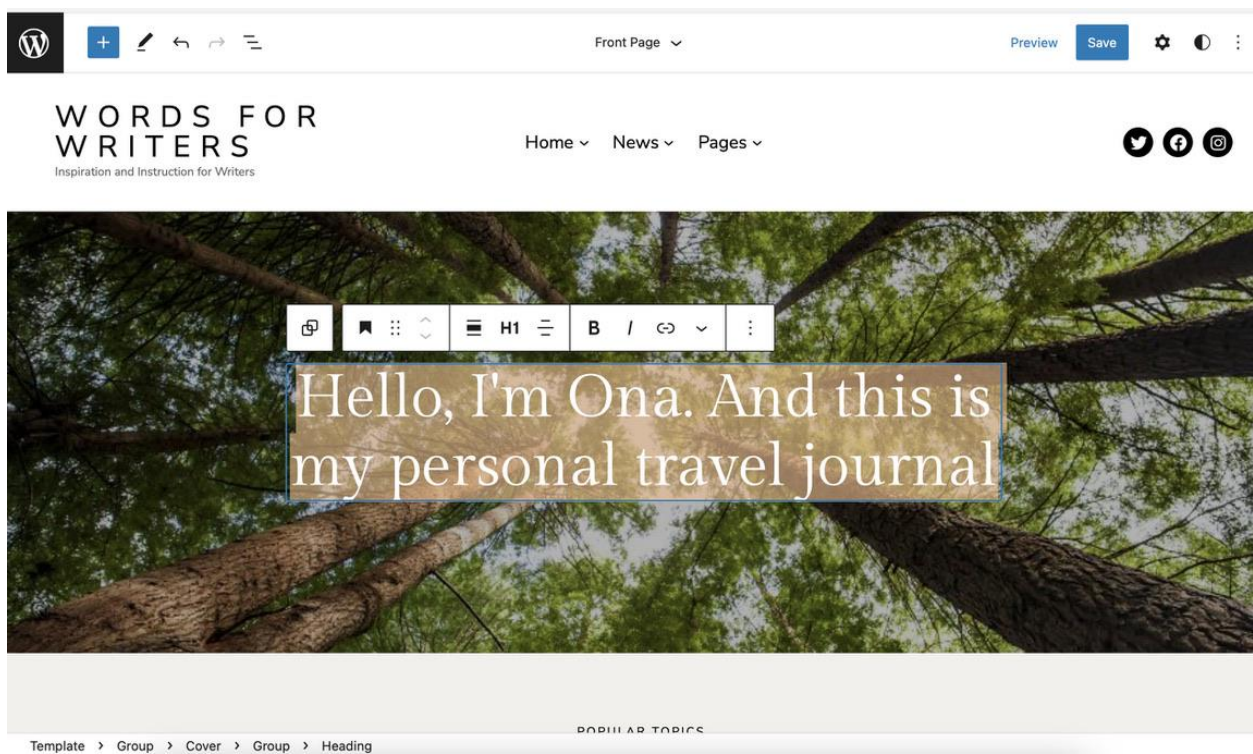 Front Page
Preview
Save
WORDS FOR
WRITERS
Inspiration and Instruction for Writers
Home
News
Pages
H1
B
I
Hello, I'm Ona. And this is
my personal travel journal
POPULAR TOPICS
Template > Group > Cover > Group > Heading